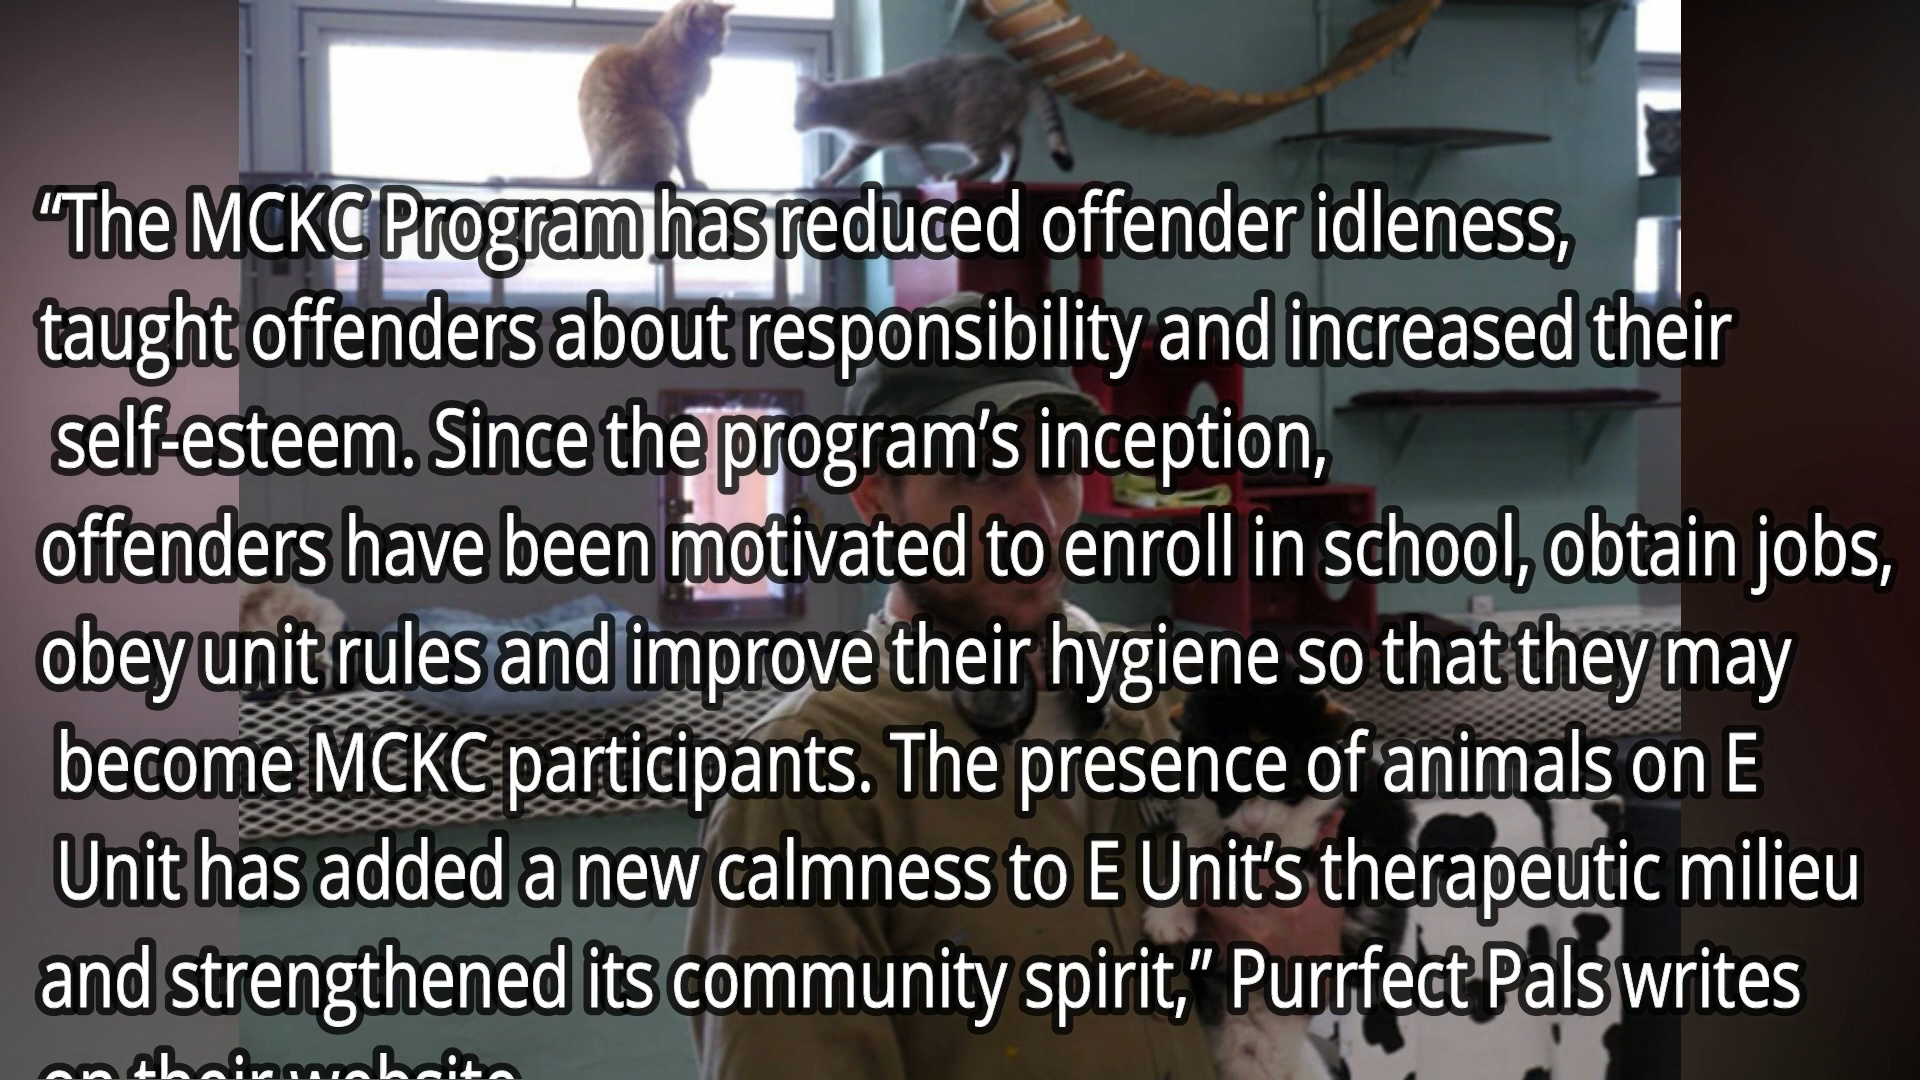 “The MCKC Program has reduced offender idleness,
taught offenders about responsibility and increased their
self-esteem. Since the program’s inception,
offenders have been motivated to enroll in school, obtain jobs,
obey unit rules and improve their hygiene so that they may
become MCKC participants. The presence of animals on E
Unit has added a new calmness to E Unit’s therapeutic milieu
and strengthened its community spirit,” Purrfect Pals writes
on their website